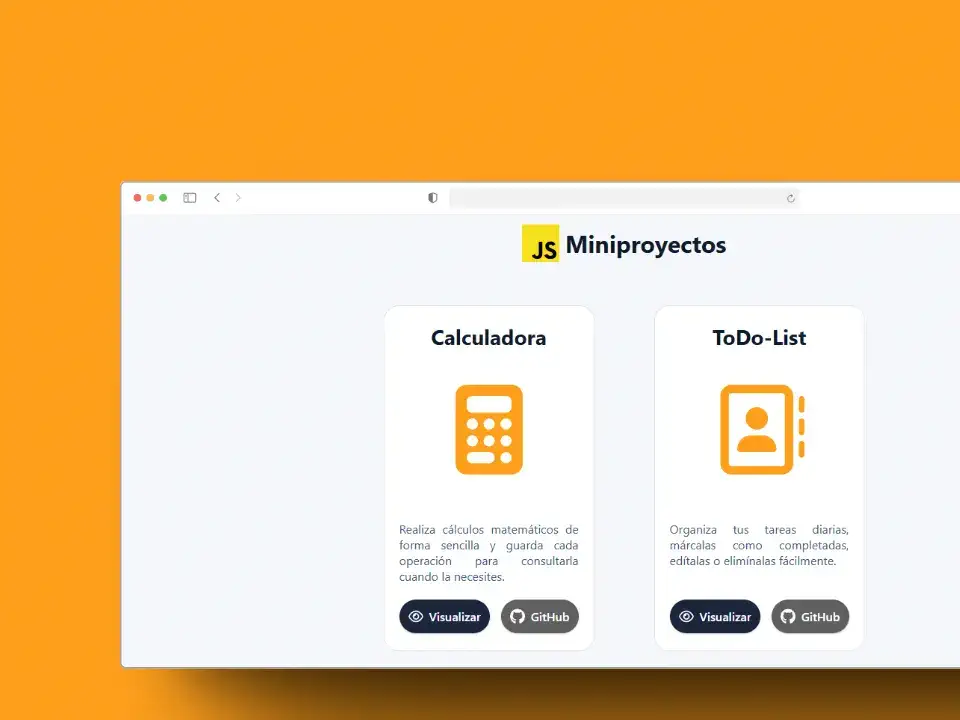 JS Miniproyectos
Calculadora
Realiza cálculos matemáticos de
forma sencilla y guarda cada
operación para consultarla
cuando la necesites.
Visualizar GitHub
ToDo-List
Organiza tus tareas diarias,
márcalas como completadas,
edítalas o elimínalas fácilmente.
Visualizar GitHub